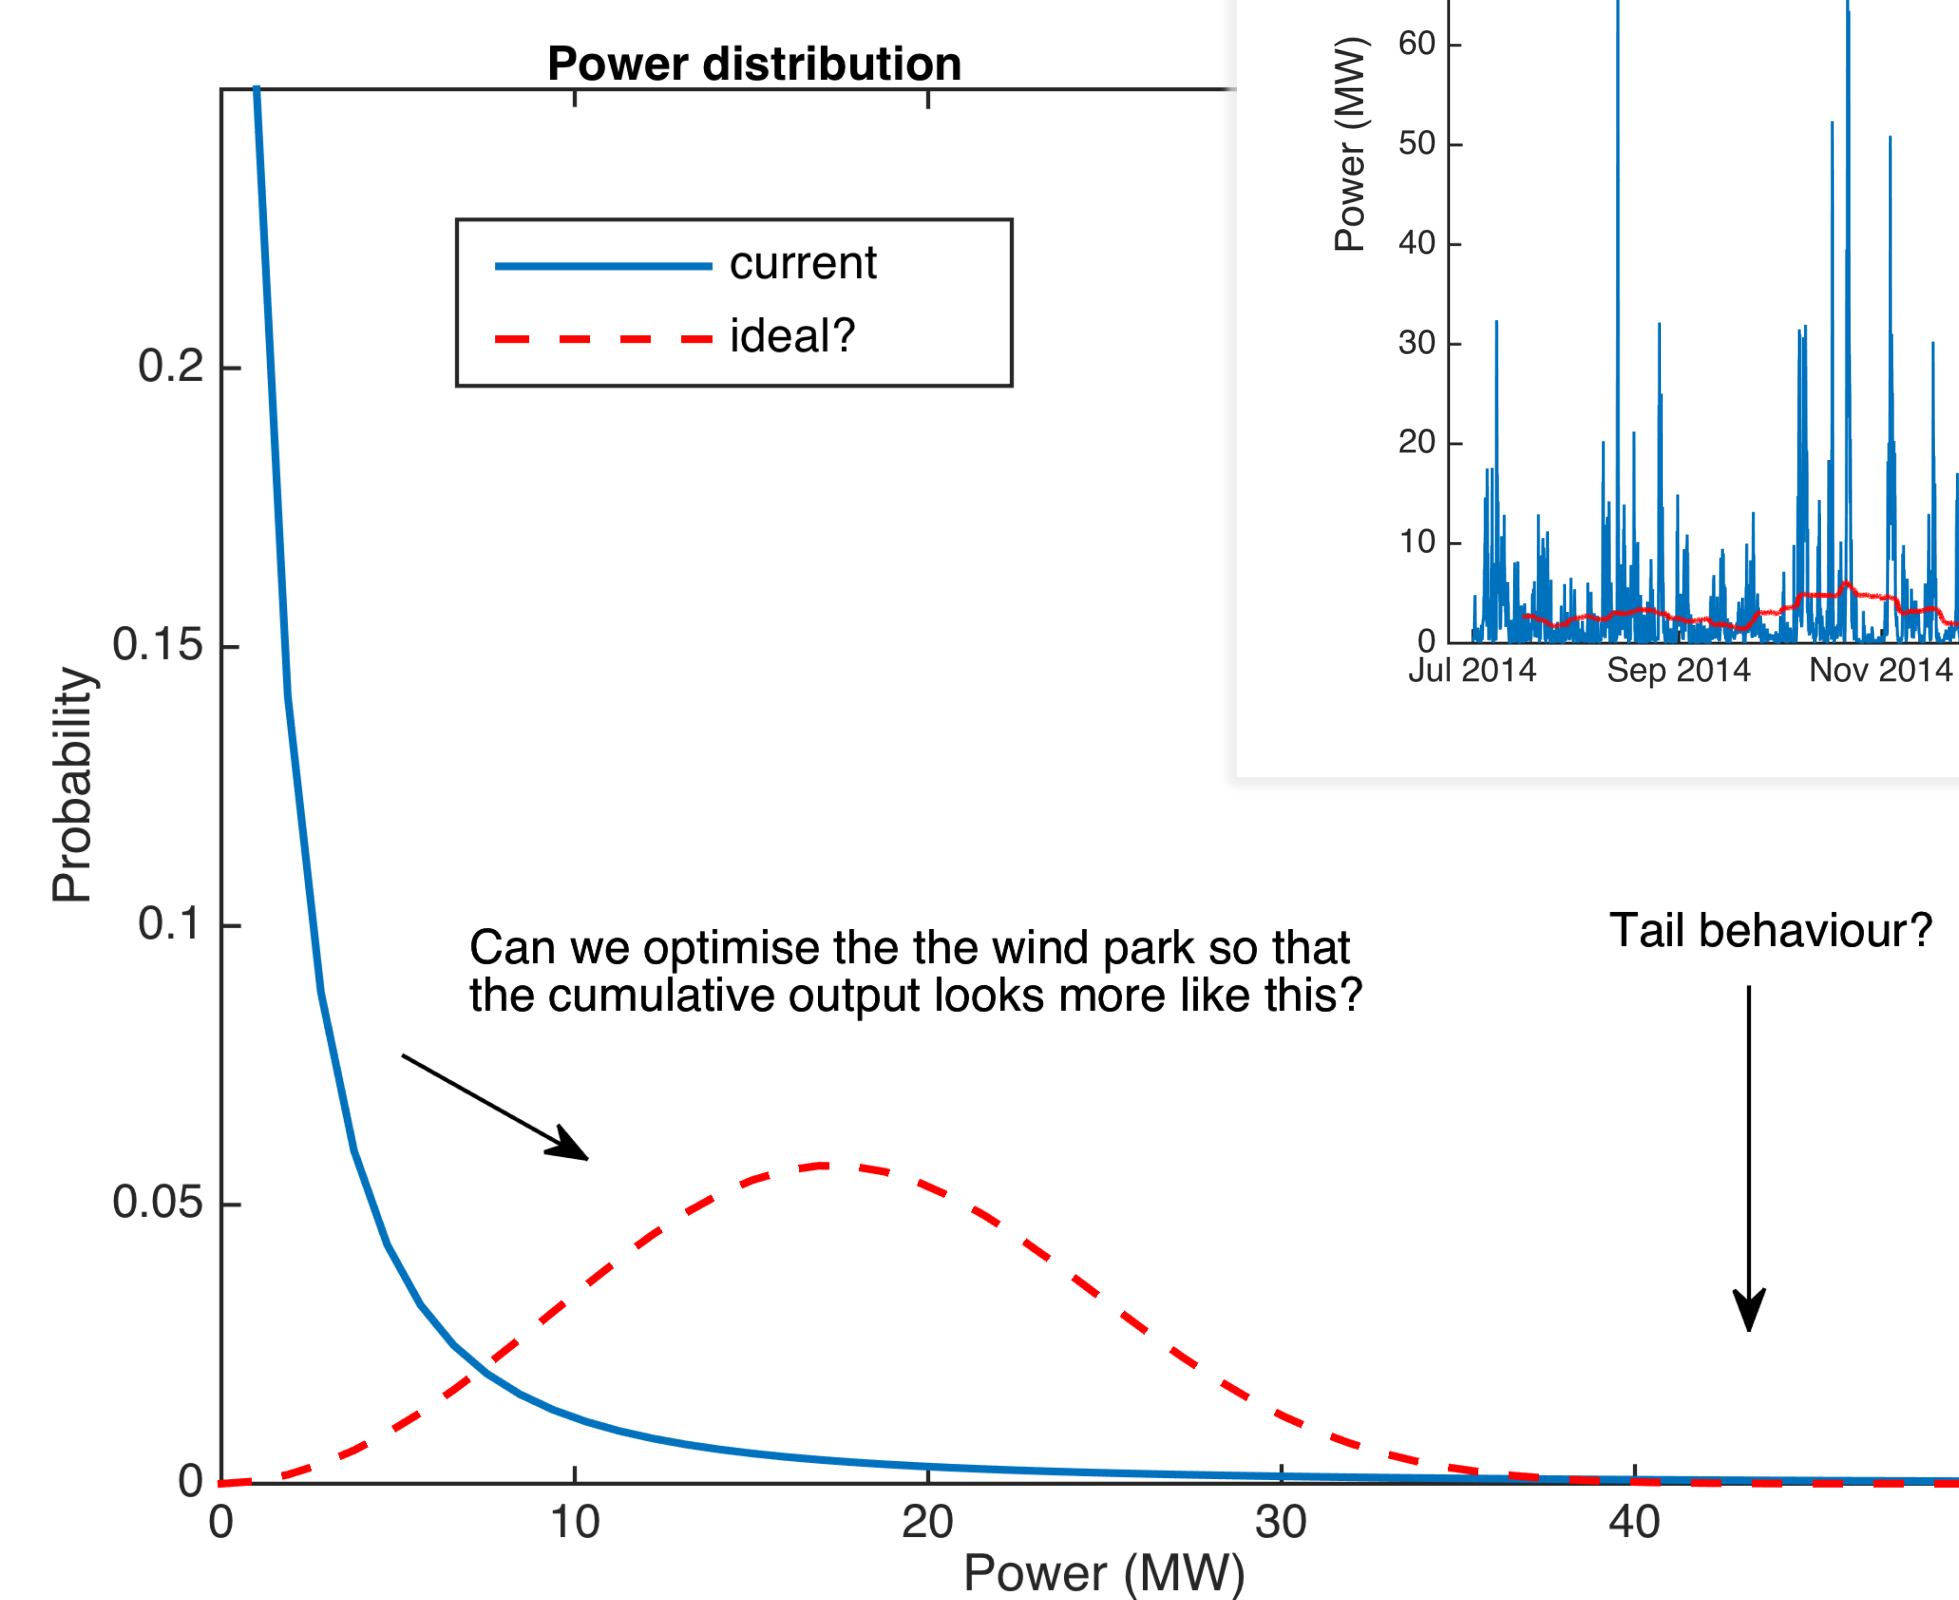 Power distribution
current
ideal?
0.2
0.15
0.1
0.05
0
Probability
Can we optimise the the wind park so that
the cumulative output looks more like this?
Tail behaviour?
0 10 20 30 40
Power (MW)
60
50
40
30
20
10
0
Power (MW)
Jul 2014 Sep 2014 Nov 2014